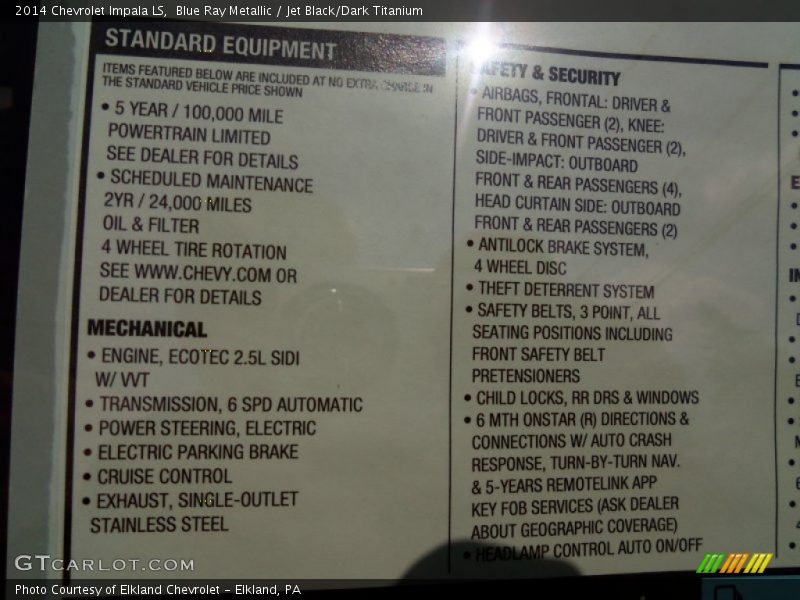 2014 Chevrolet Impala LS,  Blue Ray Metallic / Jet Black/Dark Titanium
STANDARD EQUIPMENT
ITEMS FEATURED BELOW ARE INCLUDED AT NO EXTRA CHARGE IN
THE STANDARD VEHICLE PRICE SHOWN
• 5 YEAR / 100,000 MILE
POWERTRAIN LIMITED
SEE DEALER FOR DETAILS
• SCHEDULED MAINTENANCE
2YR / 24,000 MILES
OIL & FILTER
4 WHEEL TIRE ROTATION
SEE WWW.CHEVY.COM OR
DEALER FOR DETAILS
MECHANICAL
• ENGINE, ECOTEC 2.5L SIDI
W/ VVT
• TRANSMISSION, 6 SPD AUTOMATIC
• POWER STEERING, ELECTRIC
• ELECTRIC PARKING BRAKE
• CRUISE CONTROL
• EXHAUST, SINGLE-OUTLET
STAINLESS STEEL
SAFETY & SECURITY
• AIRBAGS, FRONTAL: DRIVER &
FRONT PASSENGER (2), KNEE:
DRIVER & FRONT PASSENGER (2),
SIDE-IMPACT: OUTBOARD
FRONT & REAR PASSENGERS (4),
HEAD CURTAIN SIDE: OUTBOARD
FRONT & REAR PASSENGERS (2)
• ANTILOCK BRAKE SYSTEM,
4 WHEEL DISC
• THEFT DETERRENT SYSTEM
• SAFETY BELTS, 3 POINT, ALL
SEATING POSITIONS INCLUDING
FRONT SAFETY BELT
PRETENSIONERS
• CHILD LOCKS, RR DRS & WINDOWS
• 6 MTH ONSTAR (R) DIRECTIONS &
CONNECTIONS W/ AUTO CRASH
RESPONSE, TURN-BY-TURN NAV.
& 5-YEARS REMOTELINK APP
KEY FOB SERVICES (ASK DEALER
ABOUT GEOGRAPHIC COVERAGE)
• HEADLAMP CONTROL AUTO ON/OFF
GTCARLOT.COM
Photo Courtesy of Elkland Chevrolet – Elkland, PA